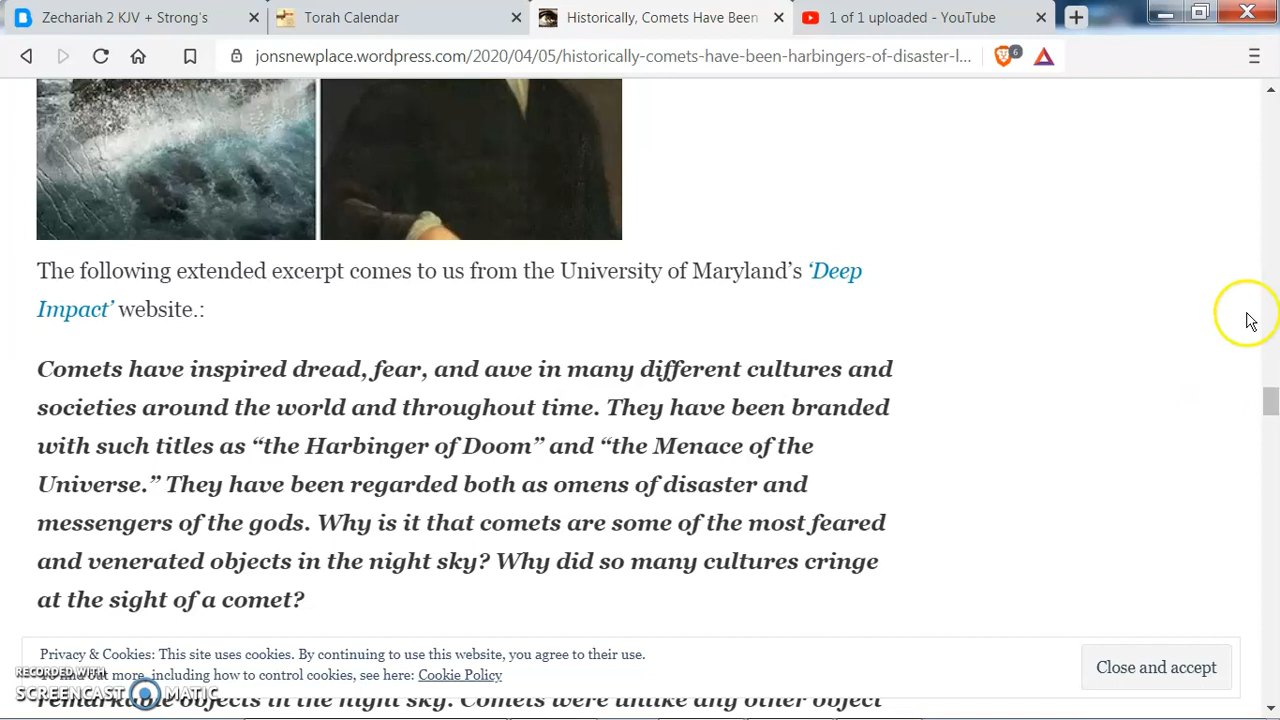 Zechariah 2 KJV + Strong's
Torah Calendar
Historically, Comets Have Been
1 of 1 uploaded - YouTube
jonsnewplace.wordpress.com/2020/04/05/historically-comets-have-been-harbingers-of-disaster-l...
6
The following extended excerpt comes to us from the University of Maryland’s ‘Deep
Impact’ website.:
Comets have inspired dread, fear, and awe in many different cultures and
societies around the world and throughout time. They have been branded
with such titles as “the Harbinger of Doom” and “the Menace of the
Universe.” They have been regarded both as omens of disaster and
messengers of the gods. Why is it that comets are some of the most feared
and venerated objects in the night sky? Why did so many cultures cringe
at the sight of a comet?
Privacy & Cookies: This site uses cookies. By continuing to use this website, you agree to their use.
out more, including how to control cookies, see here: Cookie Policy
Close and accept
RECORDED WITH
SCREENCAST MATIC
remarkable objects in the night sky. Comets were unlike any other object